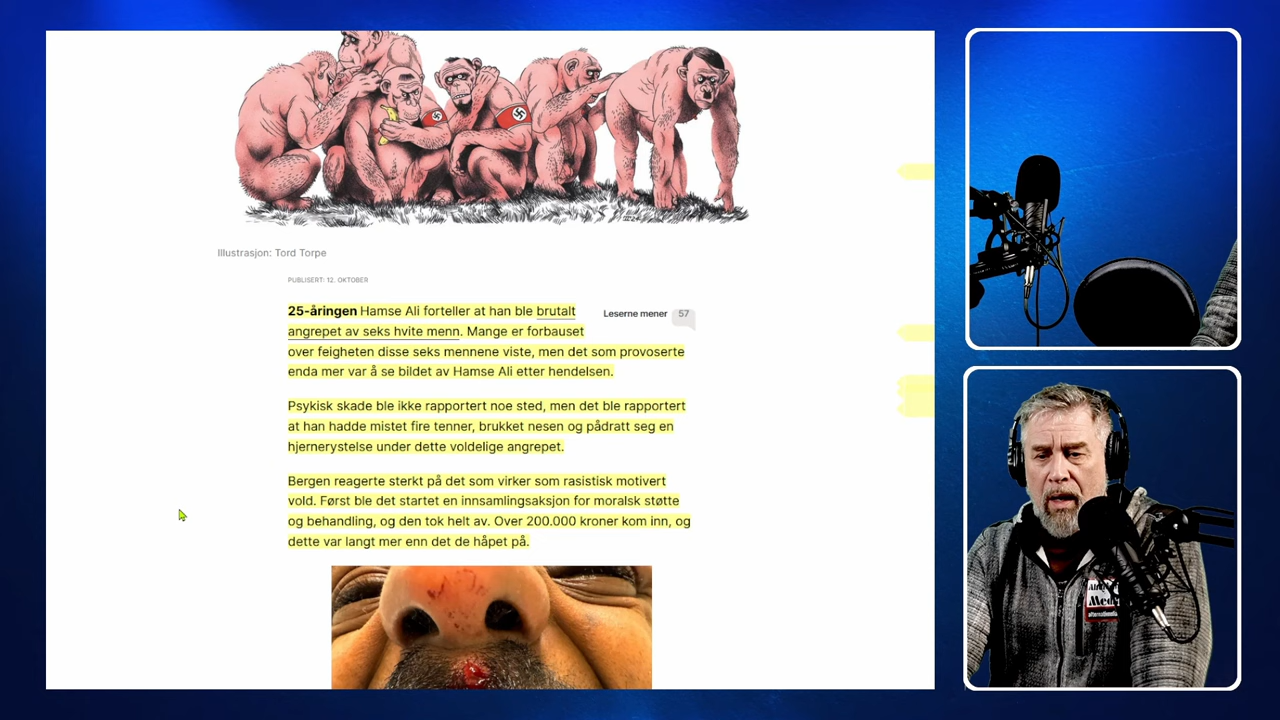 Illustrasjon: Tord Torpe
PUBLISERT: 12. OKTOBER
25-åringen Hamse Ali forteller at han ble brutalt
angrepet av seks hvite menn. Mange er forbauset
over feigheten disse seks mennene viste, men det som provoserte
enda mer var å se bildet av Hamse Ali etter hendelsen.
Leserne mener 57
Psykisk skade ble ikke rapportert noe sted, men det ble rapportert
at han hadde mistet fire tenner, brukket nesen og pådratt seg en
hjernerystelse under dette voldelige angrepet.
Bergen reagerte sterkt på det som virker som rasistisk motivert
vold. Først ble det startet en innsamlingsaksjon for moralsk støtte
og behandling, og den tok helt av. Over 200.000 kroner kom inn, og
dette var langt mer enn det de håpet på.